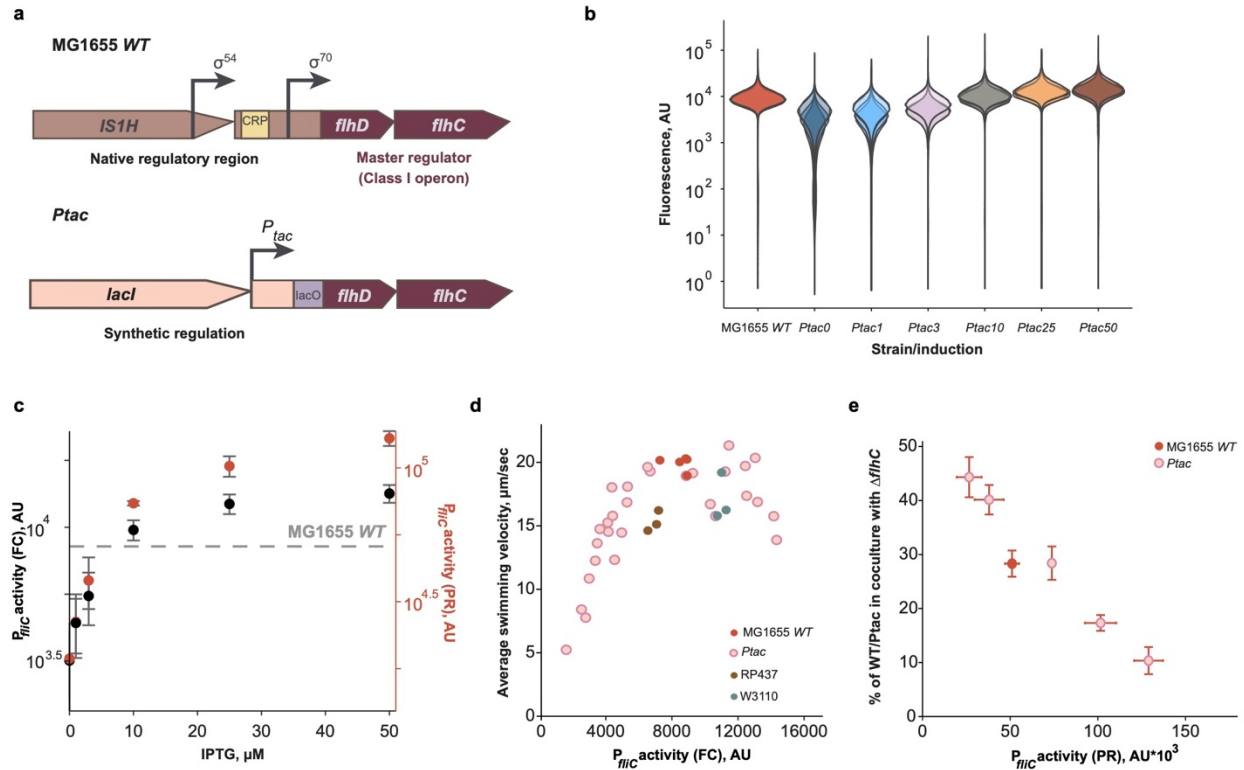 a
MG1655 WT
σ54
σ70
IS1H
CRP
flhD
flhC
Native regulatory region
Master regulator
(Class I operon)
Ptac
Ptac
lacI
lacO
flhD
flhC
Synthetic regulation
b
Fluorescence, AU
10^5
10^4
10^3
10^2
10^1
10^0
MG1655 WT
Ptac0
Ptac1
Ptac3
Ptac10
Ptac25
Ptac50
Strain/induction
c
PfliC activity (FC), AU
10^4
10^3.5
MG1655 WT
10^5
10^4.5
PfliC activity (PR), AU
0
10
20
30
40
50
IPTG, µM
d
Average swimming velocity, µm/sec
20
15
10
5
0
MG1655 WT
Ptac
RP437
W3110
0
4000
8000
12000
16000
PfliC activity (FC), AU
e
% of WT/Ptac in coculture with ΔflhC
50
40
30
20
10
0
MG1655 WT
Ptac
0
50
100
150
PfliC activity (PR), AU*10^3